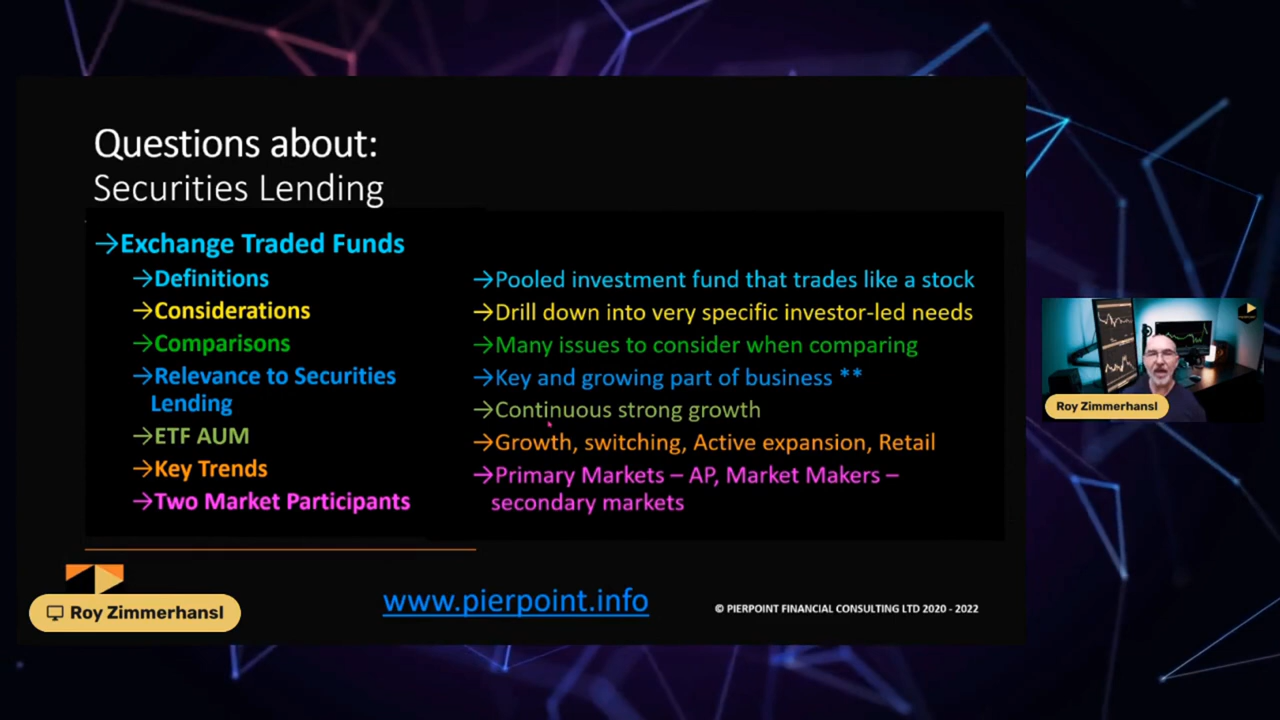 Questions about:
Securities Lending
→Exchange Traded Funds
→Definitions
→Pooled investment fund that trades like a stock
→Considerations
→Drill down into very specific investor-led needs
→Comparisons
→Many issues to consider when comparing
→Relevance to Securities
Lending
→Key and growing part of business **
→ETF AUM
→Continuous strong growth
→Key Trends
→Growth, switching, Active expansion, Retail
→Two Market Participants
→Primary Markets – AP, Market Makers –
secondary markets
Roy Zimmerhansl
www.pierpoint.info
© PIERPOINT FINANCIAL CONSULTING LTD 2020 - 2022
Roy Zimmerhansl